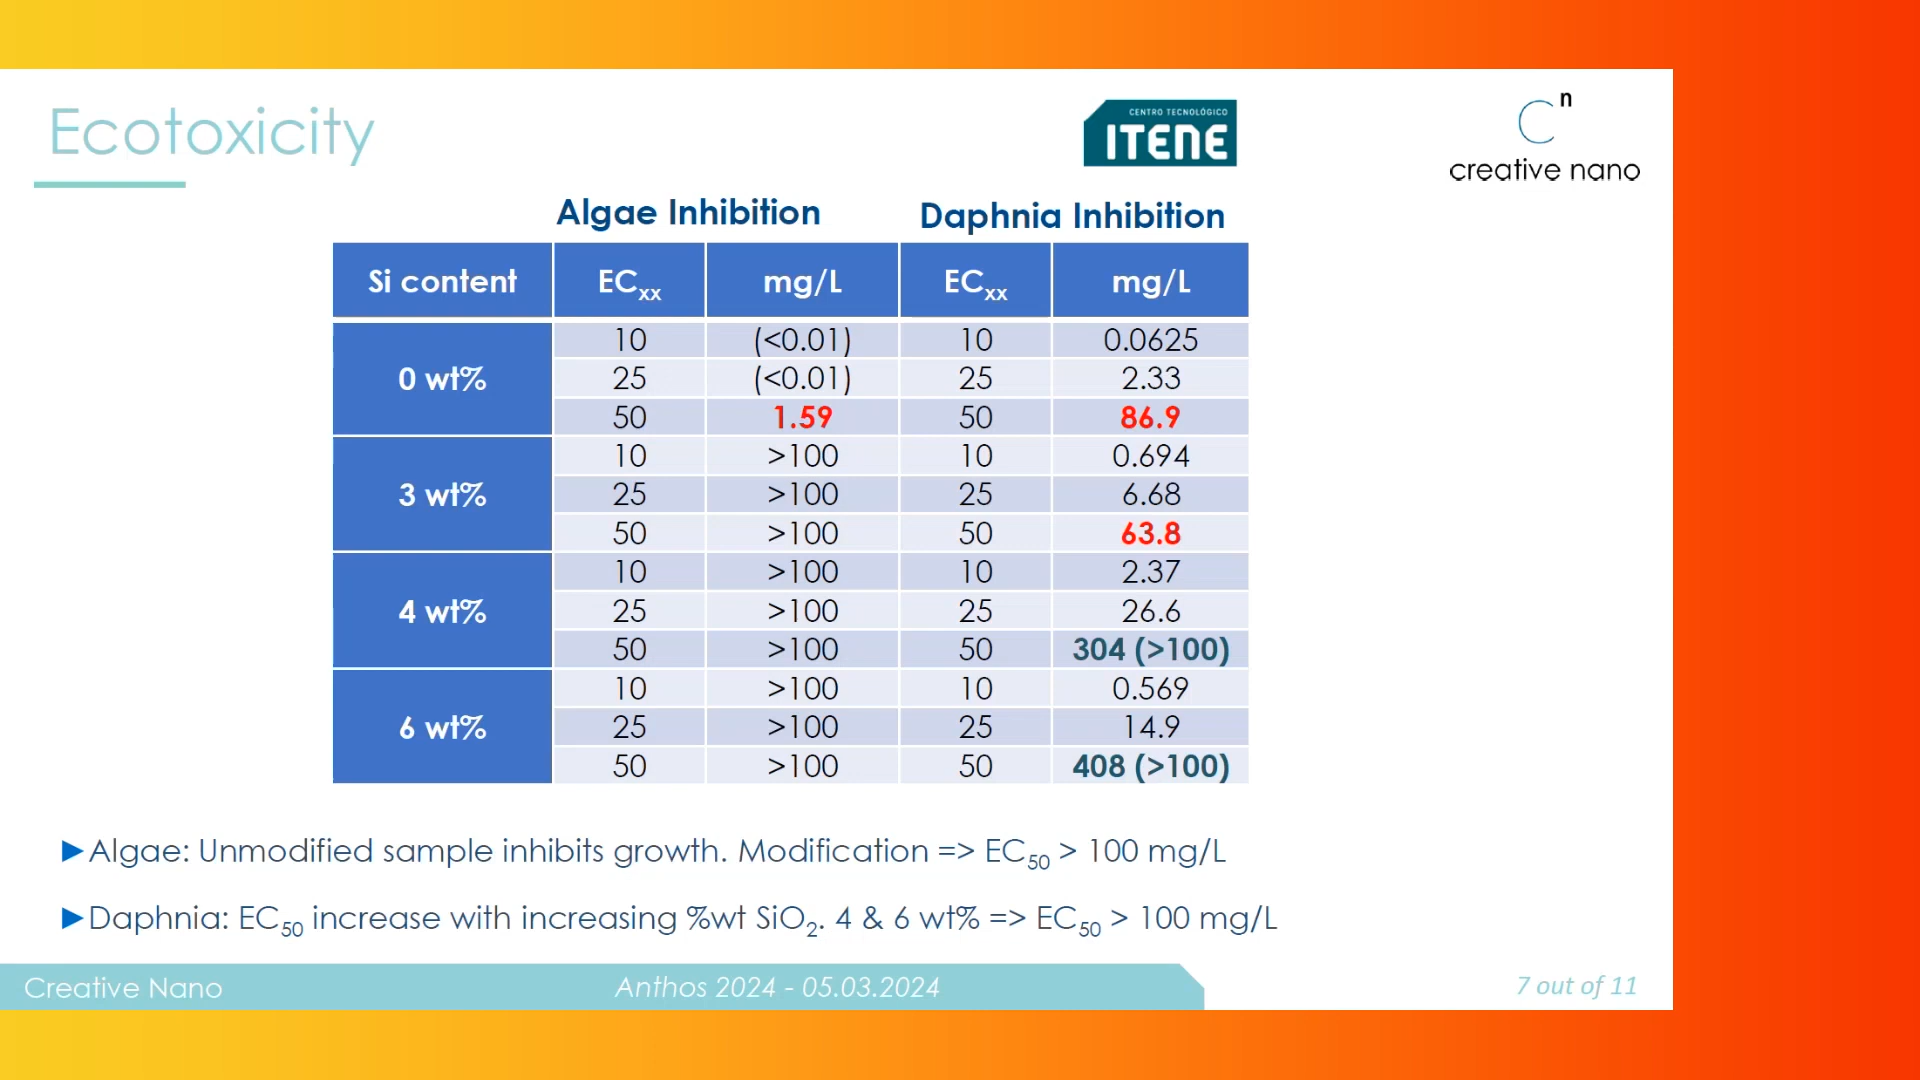 Ecotoxicity
CENTRO TECNOLÓGICO
ITENE
Cn
creative nano
Algae Inhibition Daphnia Inhibition
Si content ECxx mg/L ECxx mg/L
0 wt% 10 (<0.01) 10 0.0625
25 (<0.01) 25 2.33
50 1.59 50 86.9
3 wt% 10 >100 10 0.694
25 >100 25 6.68
50 >100 50 63.8
4 wt% 10 >100 10 2.37
25 >100 25 26.6
50 >100 50 304 (>100)
6 wt% 10 >100 10 0.569
25 >100 25 14.9
50 >100 50 408 (>100)
►Algae: Unmodified sample inhibits growth. Modification => EC50 > 100 mg/L
►Daphnia: EC50 increase with increasing %wt SiO2. 4 & 6 wt% => EC50 > 100 mg/L
Creative Nano Anthos 2024 - 05.03.2024 7 out of 11